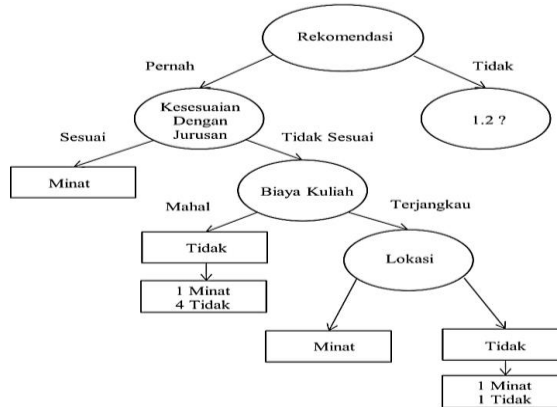 Rekomendasi
Pernah
Tidak
Kesesuaian
Dengan
Jurusan
1.2 ?
Sesuai
Tidak Sesuai
Minat
Biaya Kuliah
Mahal
Terjangkau
Tidak
Lokasi
1 Minat
4 Tidak
Minat
Tidak
1 Minat
1 Tidak